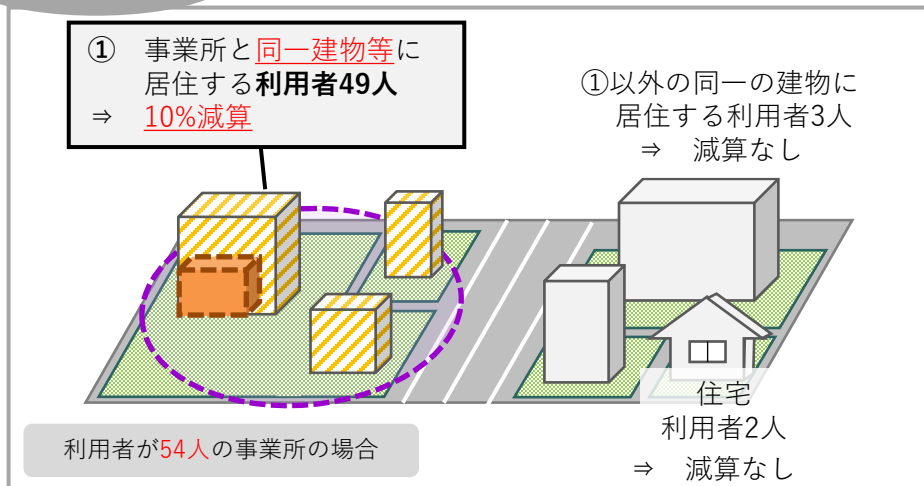 ① 事業所と同一建物等に
居住する利用者49人
⇒ 10%減算
①以外の同一の建物に
居住する利用者3人
⇒ 減算なし
住宅
利用者2人
⇒ 減算なし
利用者が54人の事業所の場合